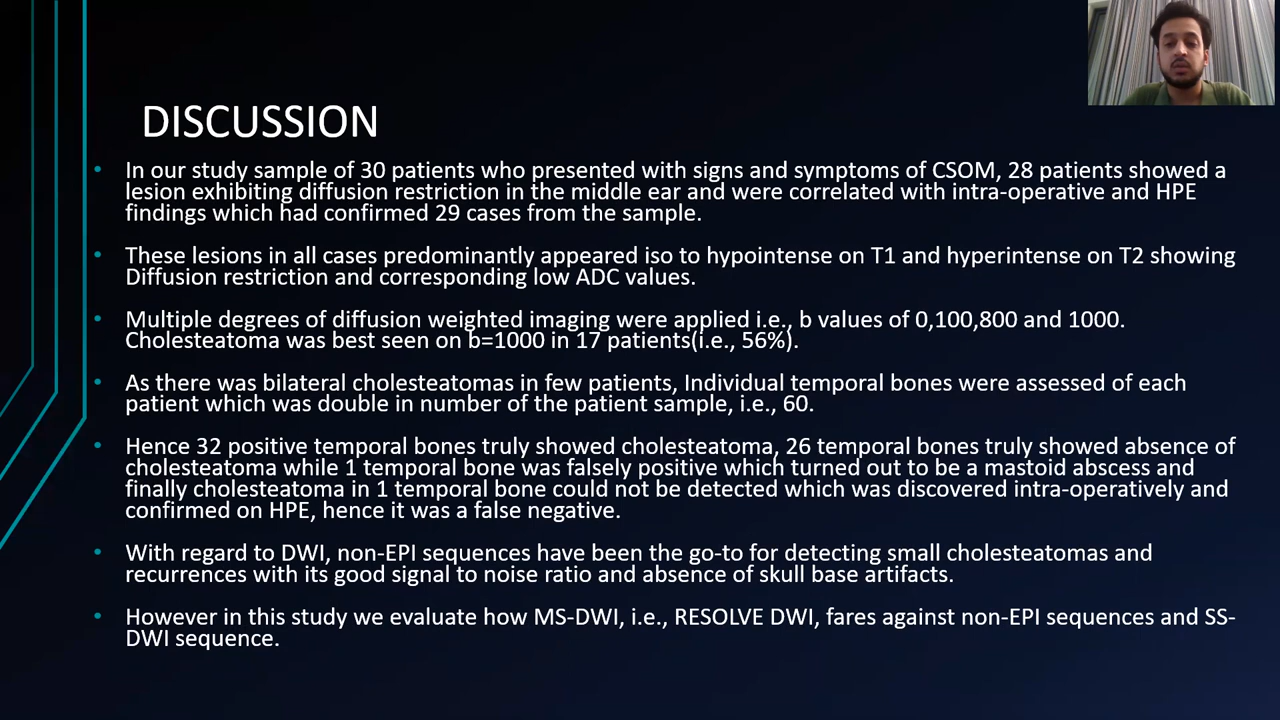 DISCUSSION
• In our study sample of 30 patients who presented with signs and symptoms of CSOM, 28 patients showed a
lesion exhibiting diffusion restriction in the middle ear and were correlated with intra-operative and HPE
findings which had confirmed 29 cases from the sample.
• These lesions in all cases predominantly appeared iso to hypointense on T1 and hyperintense on T2 showing
Diffusion restriction and corresponding low ADC values.
• Multiple degrees of diffusion weighted imaging were applied i.e., b values of 0,100,800 and 1000.
Cholesteatoma was best seen on b=1000 in 17 patients(i.e., 56%).
• As there was bilateral cholesteatomas in few patients, Individual temporal bones were assessed of each
patient which was double in number of the patient sample, i.e., 60.
• Hence 32 positive temporal bones truly showed cholesteatoma, 26 temporal bones truly showed absence of
cholesteatoma while 1 temporal bone was falsely positive which turned out to be a mastoid abscess and
finally cholesteatoma in 1 temporal bone could not be detected which was discovered intra-operatively and
confirmed on HPE, hence it was a false negative.
• With regard to DWI, non-EPI sequences have been the go-to for detecting small cholesteatomas and
recurrences with its good signal to noise ratio and absence of skull base artifacts.
• However in this study we evaluate how MS-DWI, i.e., RESOLVE DWI, fares against non-EPI sequences and SS-
DWI sequence.